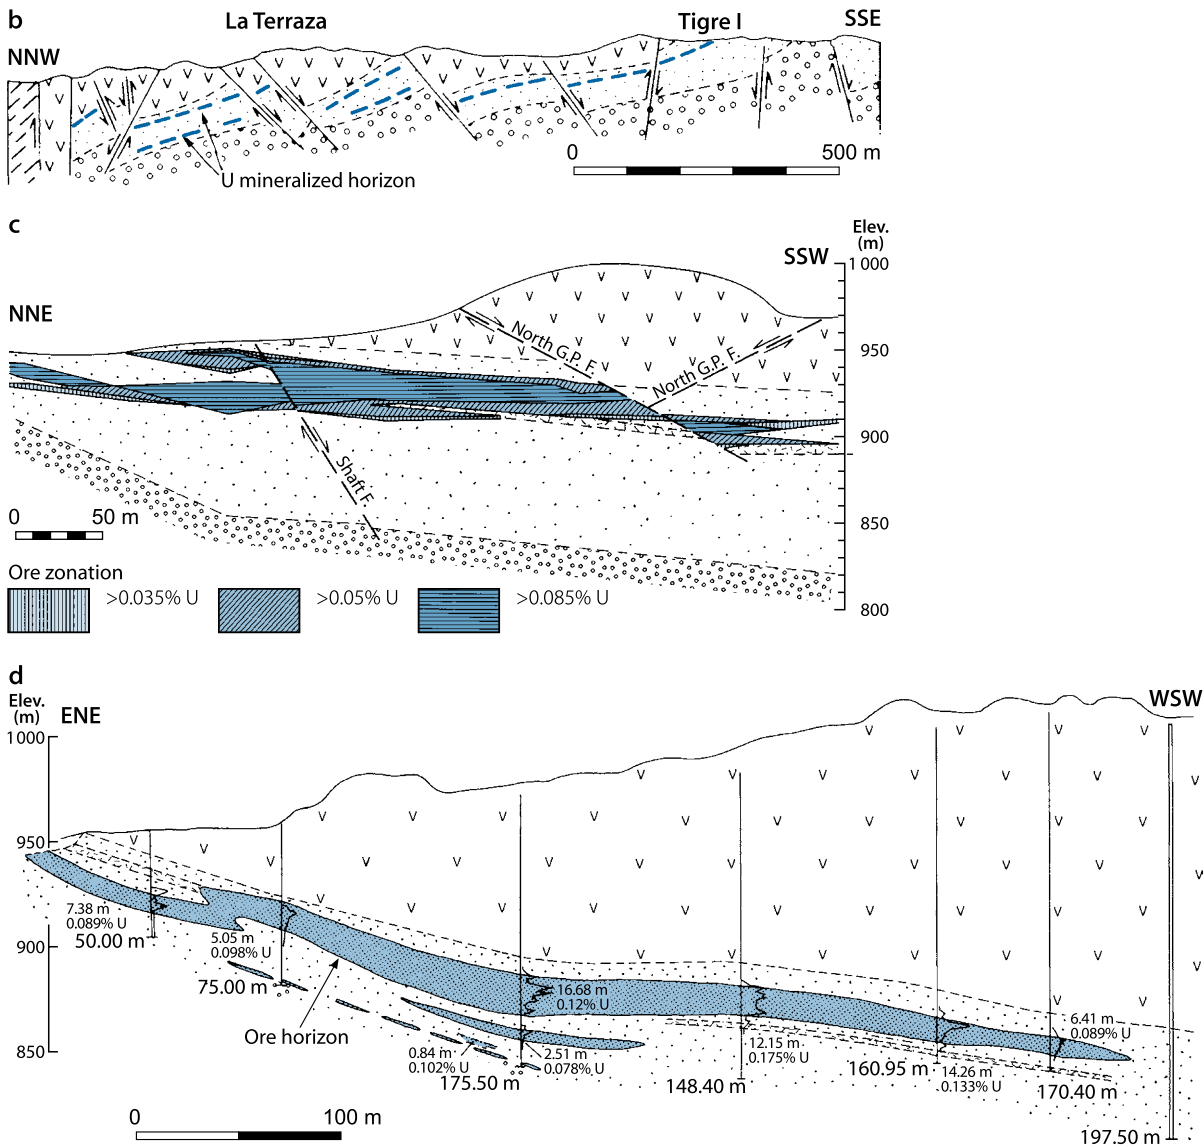 b
La Terraza
Tigre I
SSE
NNW
U mineralized horizon
0
500 m
c
Elev.
(m)
SSW
1 000
NNE
North G.P. F.
North G.P. F.
950
900
Shaft F.
850
800
0
50 m
Ore zonation
>0.035% U
>0.05% U
>0.085% U
d
Elev.
(m)
ENE
WSW
1000
950
7.38 m
0.089% U
50.00 m
900
5.05 m
0.098% U
75.00 m
Ore horizon
16.68 m
0.12% U
850
0.84 m
0.102% U
175.50 m
2.51 m
0.078% U
12.15 m
0.175% U
148.40 m
160.95 m
14.26 m
0.133% U
6.41 m
0.089% U
170.40 m
197.50 m
0
100 m